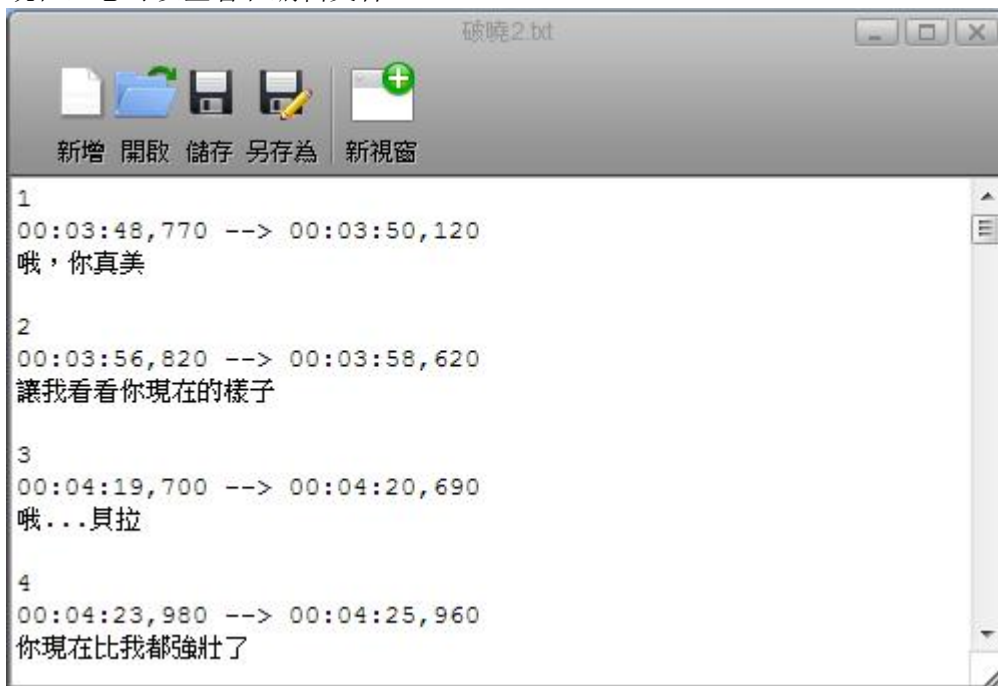 破曉2.txt
新增 開啟 儲存 另存為 新視窗
1
00:03:48,770 --> 00:03:50,120
哦，你真美
2
00:03:56,820 --> 00:03:58,620
讓我看看你現在的樣子
3
00:04:19,700 --> 00:04:20,690
哦...貝拉
4
00:04:23,980 --> 00:04:25,960
你現在比我都強壯了